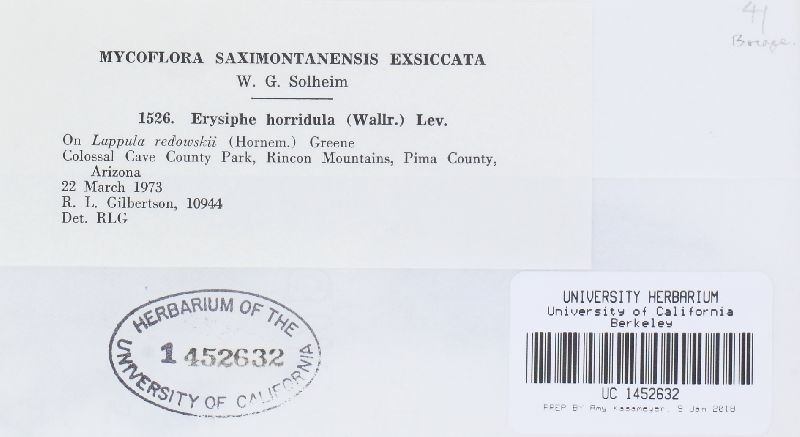 41
Borage.
MYCOFLORA SAXIMONTANENSIS EXSICCATA
W. G. Solheim
1526. Erysiphe horridula (Wallr.) Lev.
On Lappula redowskii (Hornem.) Greene
Colossal Cave County Park, Rincon Mountains, Pima County,
Arizona
22 March 1973
R. L. Gilbertson, 10944
Det. RLG
HERBARIUM OF THE
1452632
UNIVERSITY OF CALIFORNIA
UNIVERSITY HERBARIUM
University of California
Berkeley
UC 1452632
PREP BY Amy Kasameyer, 9 Jan 2018